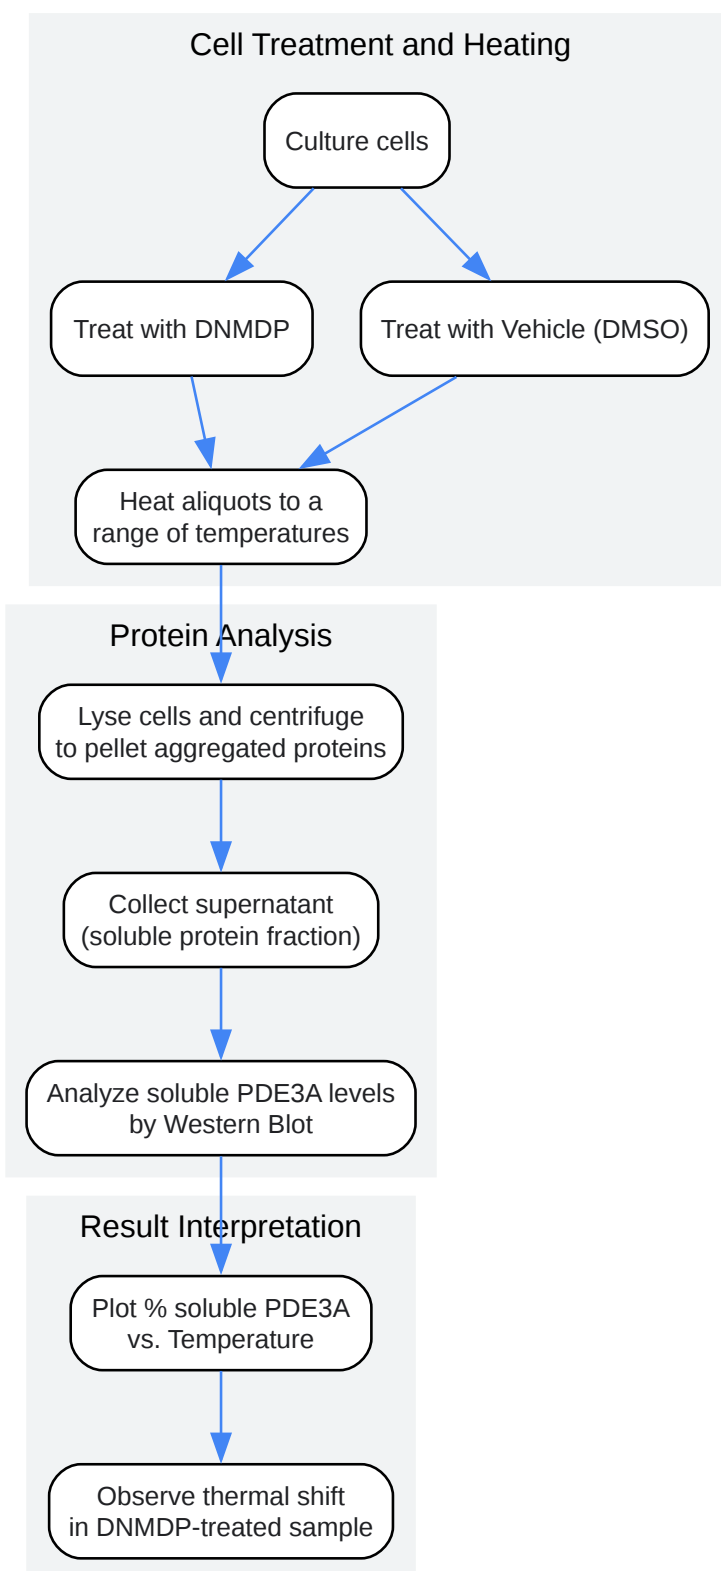 Cell Treatment and Heating
Culture cells
Treat with DNMDP
Treat with Vehicle (DMSO)
Heat aliquots to a
range of temperatures
Protein Analysis
Lyse cells and centrifuge
to pellet aggregated proteins
Collect supernatant
(soluble protein fraction)
Analyze soluble PDE3A levels
by Western Blot
Result Interpretation
Plot % soluble PDE3A
vs. Temperature
Observe thermal shift
in DNMDP-treated sample